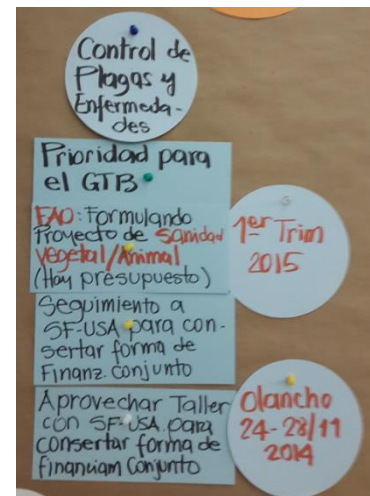 Control de
Plagas y
Enfermeda-
des
Prioridad para
el GTB
FAO: Formulando
Proyecto de Sanidad
Vegetal/Animal
(Hay presupuesto)
1er Trim
2015
Seguimiento a
SF-USA para con-
sertar forma de
Finanz. Conjunto
Aprovechar Taller
con SF-USA para
consertar forma de
financiam Conjunto
Olancho
24-28/11
2014